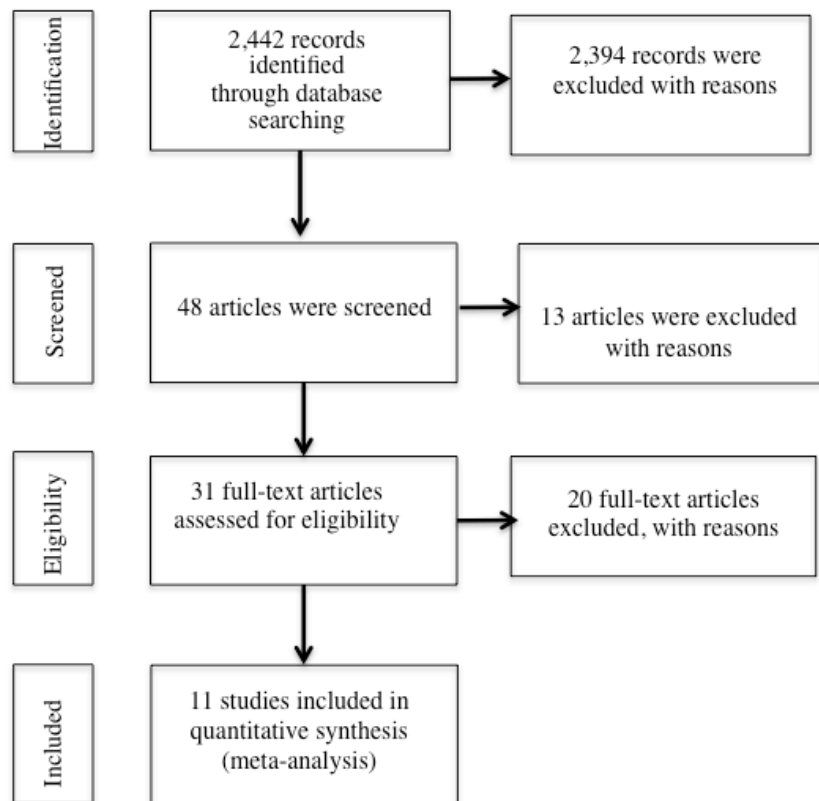 Identification
2,442 records
identified
through database
searching
2,394 records were
excluded with reasons
Screened
48 articles were screened
13 articles were excluded
with reasons
Eligibility
31 full-text articles
assessed for eligibility
20 full-text articles
excluded, with reasons
Included
11 studies included in
quantitative synthesis
(meta-analysis)